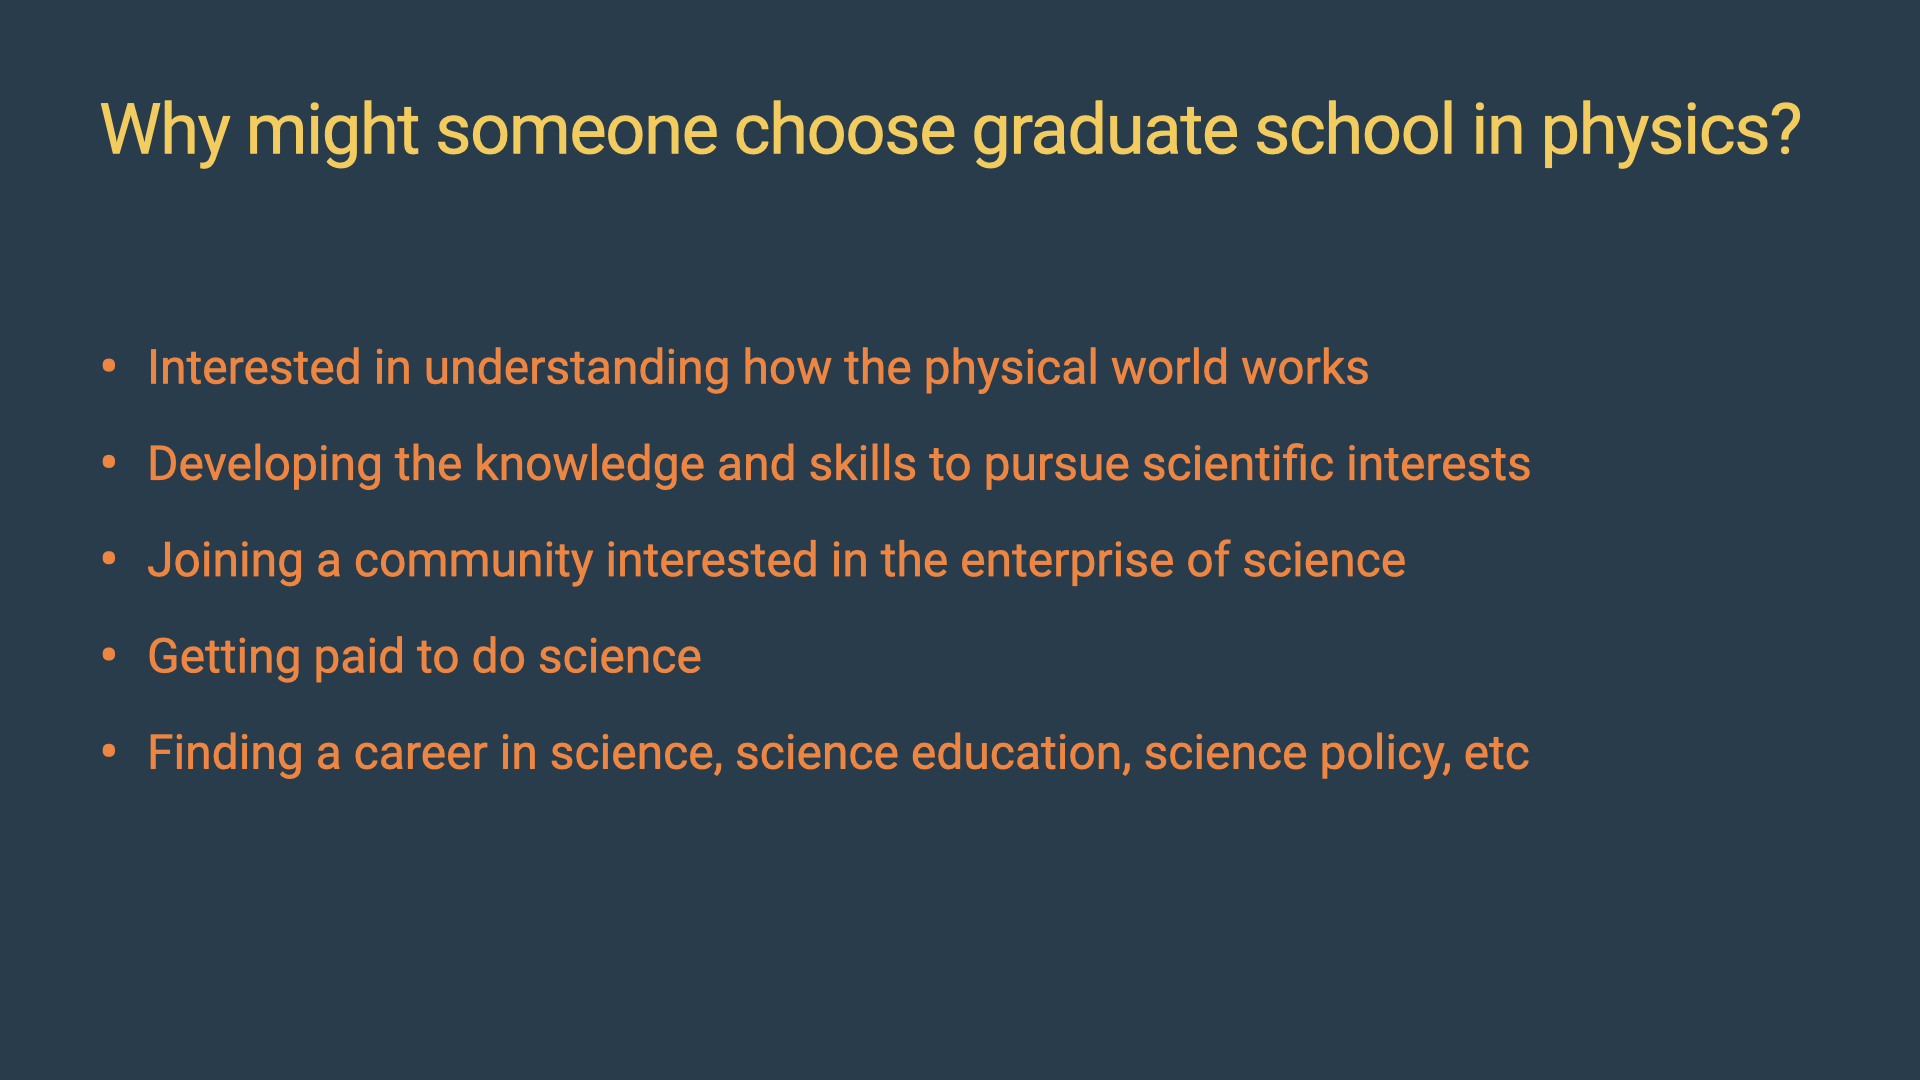 Why might someone choose graduate school in physics?
• Interested in understanding how the physical world works
• Developing the knowledge and skills to pursue scientific interests
• Joining a community interested in the enterprise of science
• Getting paid to do science
• Finding a career in science, science education, science policy, etc